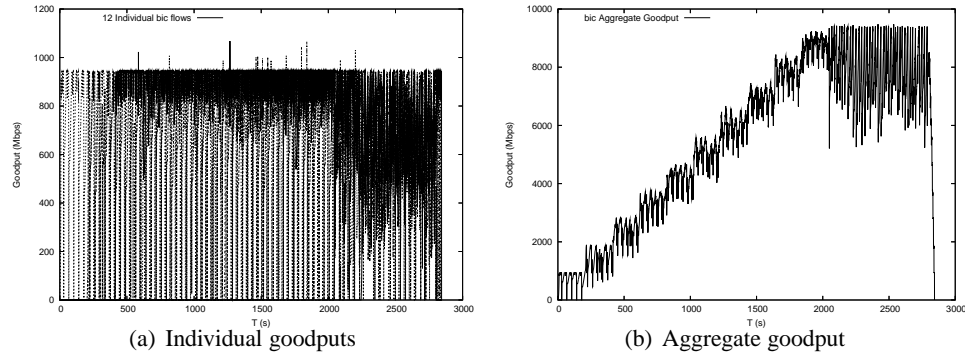 12 Individual bic flows
1200
1000
800
600
400
200
0
Goodput (Mbps)
0 500 1000 1500 2000 2500 3000
T (s)
(a) Individual goodputs
bic Aggregate Goodput
10000
8000
6000
4000
2000
0
Goodput (Mbps)
0 500 1000 1500 2000 2500 3000
T (s)
(b) Aggregate goodput